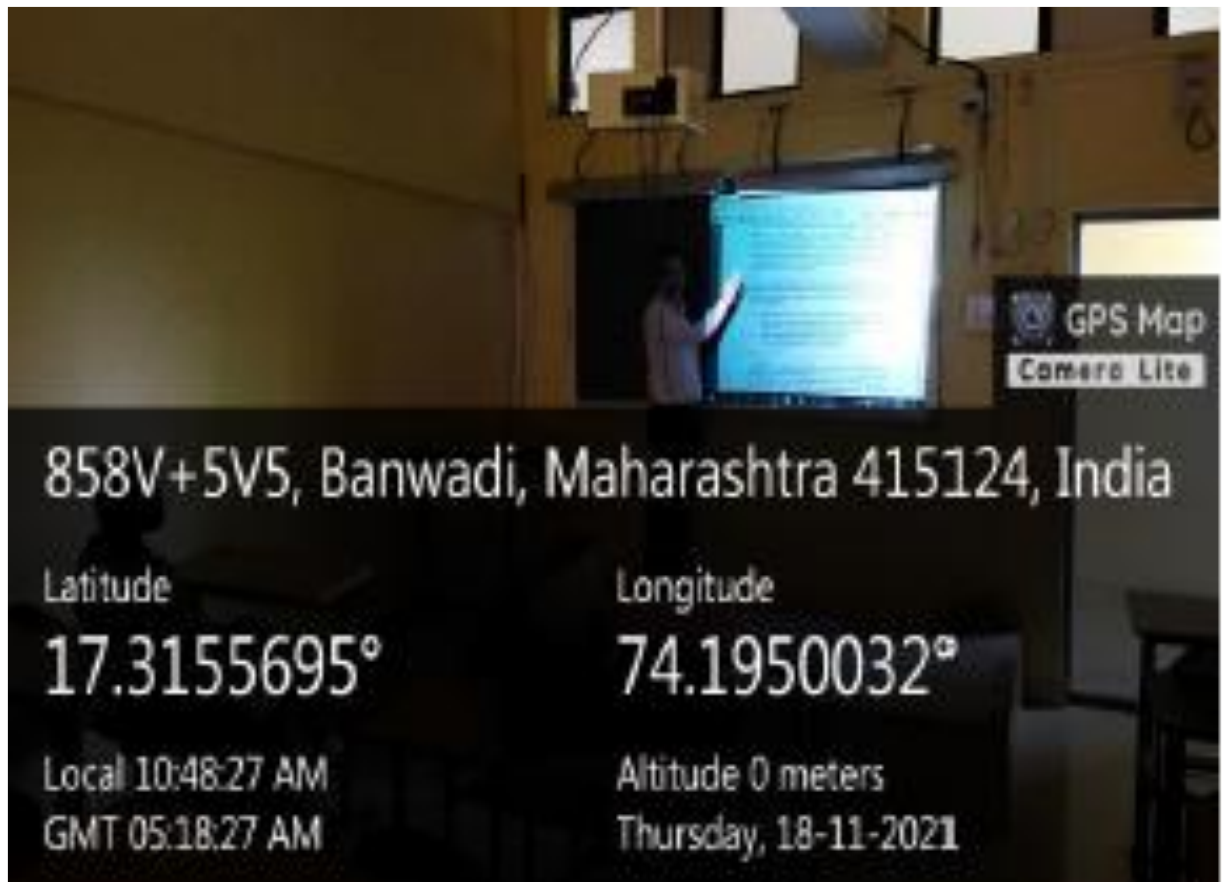 GPS Map
Camera Lite
858V+5V5, Banwadi, Maharashtra 415124, India
Latitude
Longitude
17.3155695°
74.1950032°
Local 10:48:27 AM
Altitude 0 meters
GMT 05:18:27 AM
Thursday, 18-11-2021